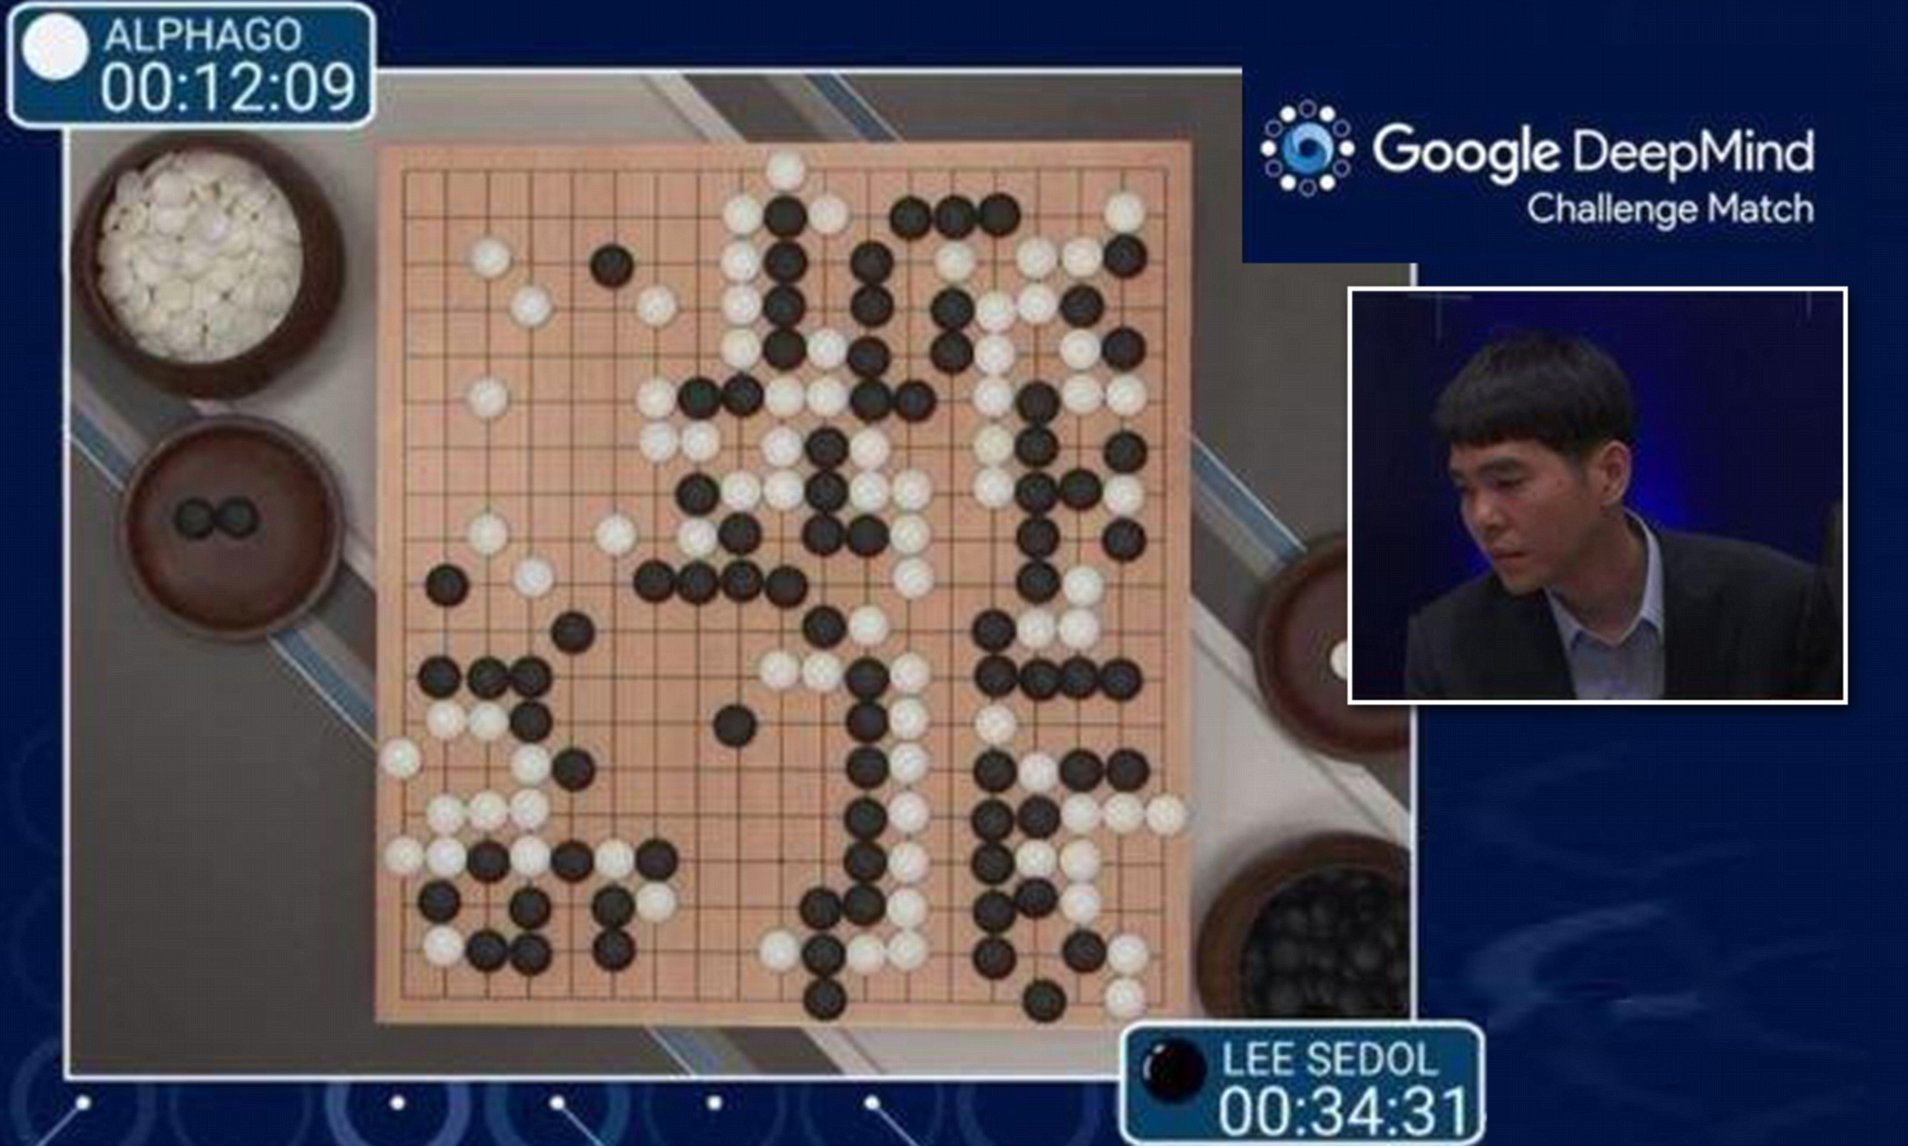 ALPHAGO
00:12:09
Google DeepMind
Challenge Match
LEE SEDOL
00:34:31